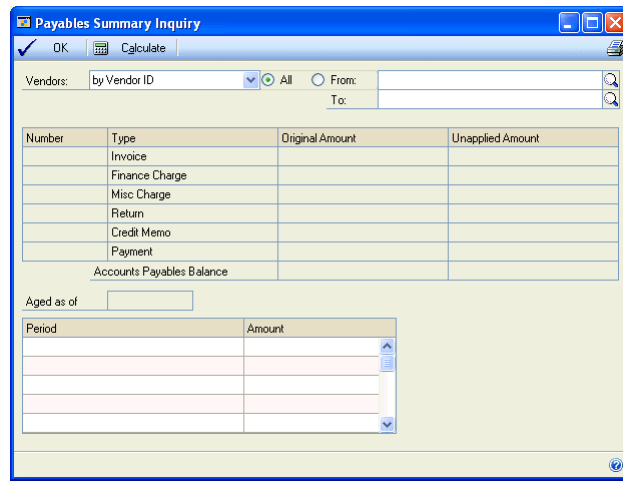 Payables Summary Inquiry
OK Calculate
Vendors: by Vendor ID All From:
To:
Number Type Original Amount Unapplied Amount
Invoice
Finance Charge
Misc Charge
Return
Credit Memo
Payment
Accounts Payables Balance
Aged as of
Period Amount